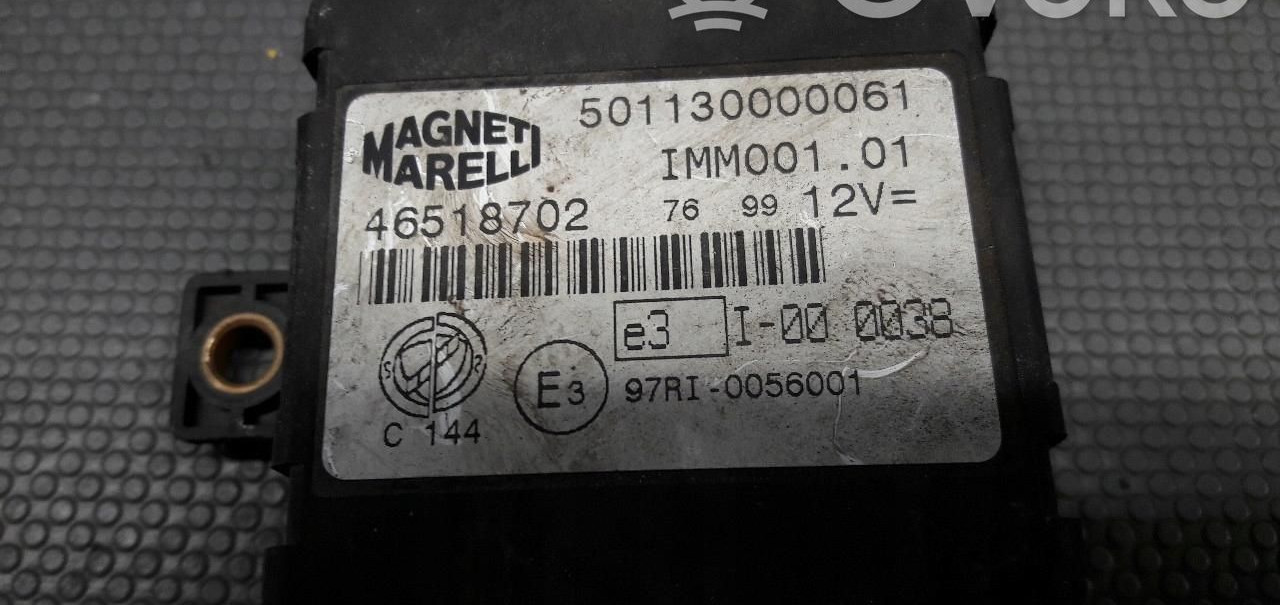 MAGNETI
MARELLI
501130000061
IMM001.01
46518702 76 99 12V=
e3 I-00 0038
E3 97RI-0056001
C 144